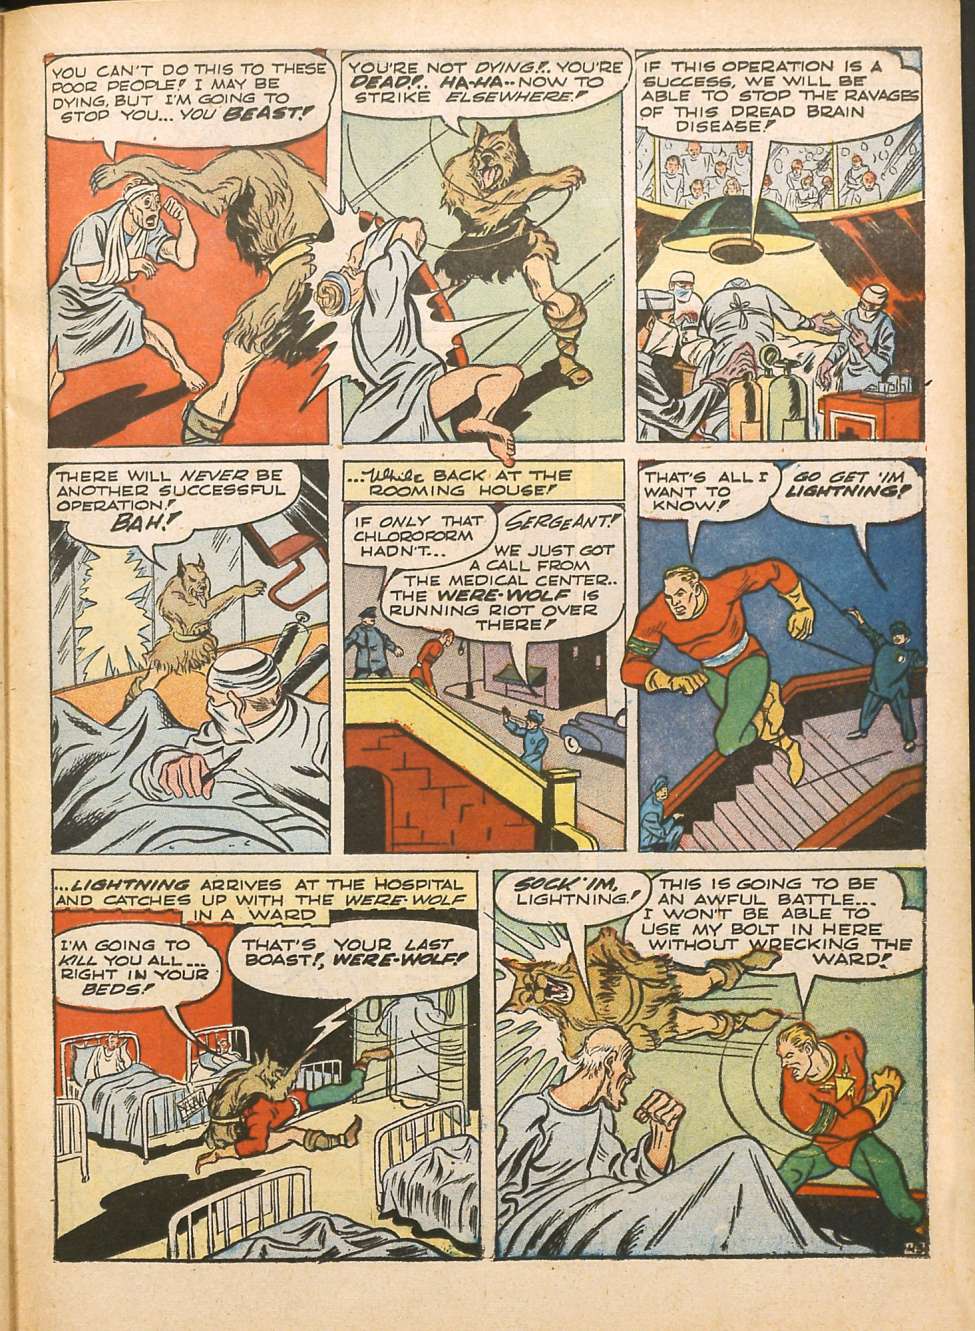 YOU CAN'T DO THIS TO THESE
POOR PEOPLE! I MAY BE
DYING, BUT I'M GOING TO
STOP YOU... YOU BEAST!
YOU'RE NOT DYING!. YOU'RE
DEAD!. HA-HA-- NOW TO
STRIKE ELSEWHERE!
IF THIS OPERATION IS A
SUCCESS, WE WILL BE
ABLE TO STOP THE RAVAGES
OF THIS DREAD BRAIN
DISEASE!
THERE WILL NEVER BE
ANOTHER SUCCESSFUL
OPERATION!
BAH!
...While BACK AT THE
ROOMING HOUSE!
IF ONLY THAT
CHLOROFORM
HADN'T...
SERGEANT!
WE JUST GOT
A CALL FROM
THE MEDICAL CENTER..
THE WERE-WOLF IS
RUNNING RIOT OVER
THERE!
THAT'S ALL I
WANT TO
KNOW!
GO GET 'IM
LIGHTNING!
...LIGHTNING ARRIVES AT THE HOSPITAL
AND CATCHES UP WITH THE WERE-WOLF
IN A WARD
I'M GOING TO
KILL YOU ALL...
RIGHT IN YOUR
BEDS!
THAT'S YOUR LAST
BOAST!, WERE-WOLF!
SOCK 'IM,
LIGHTNING!
THIS IS GOING TO BE
AN AWFUL BATTLE...
I WON'T BE ABLE TO
USE MY BOLT IN HERE
WITHOUT WRECKING THE
WARD!